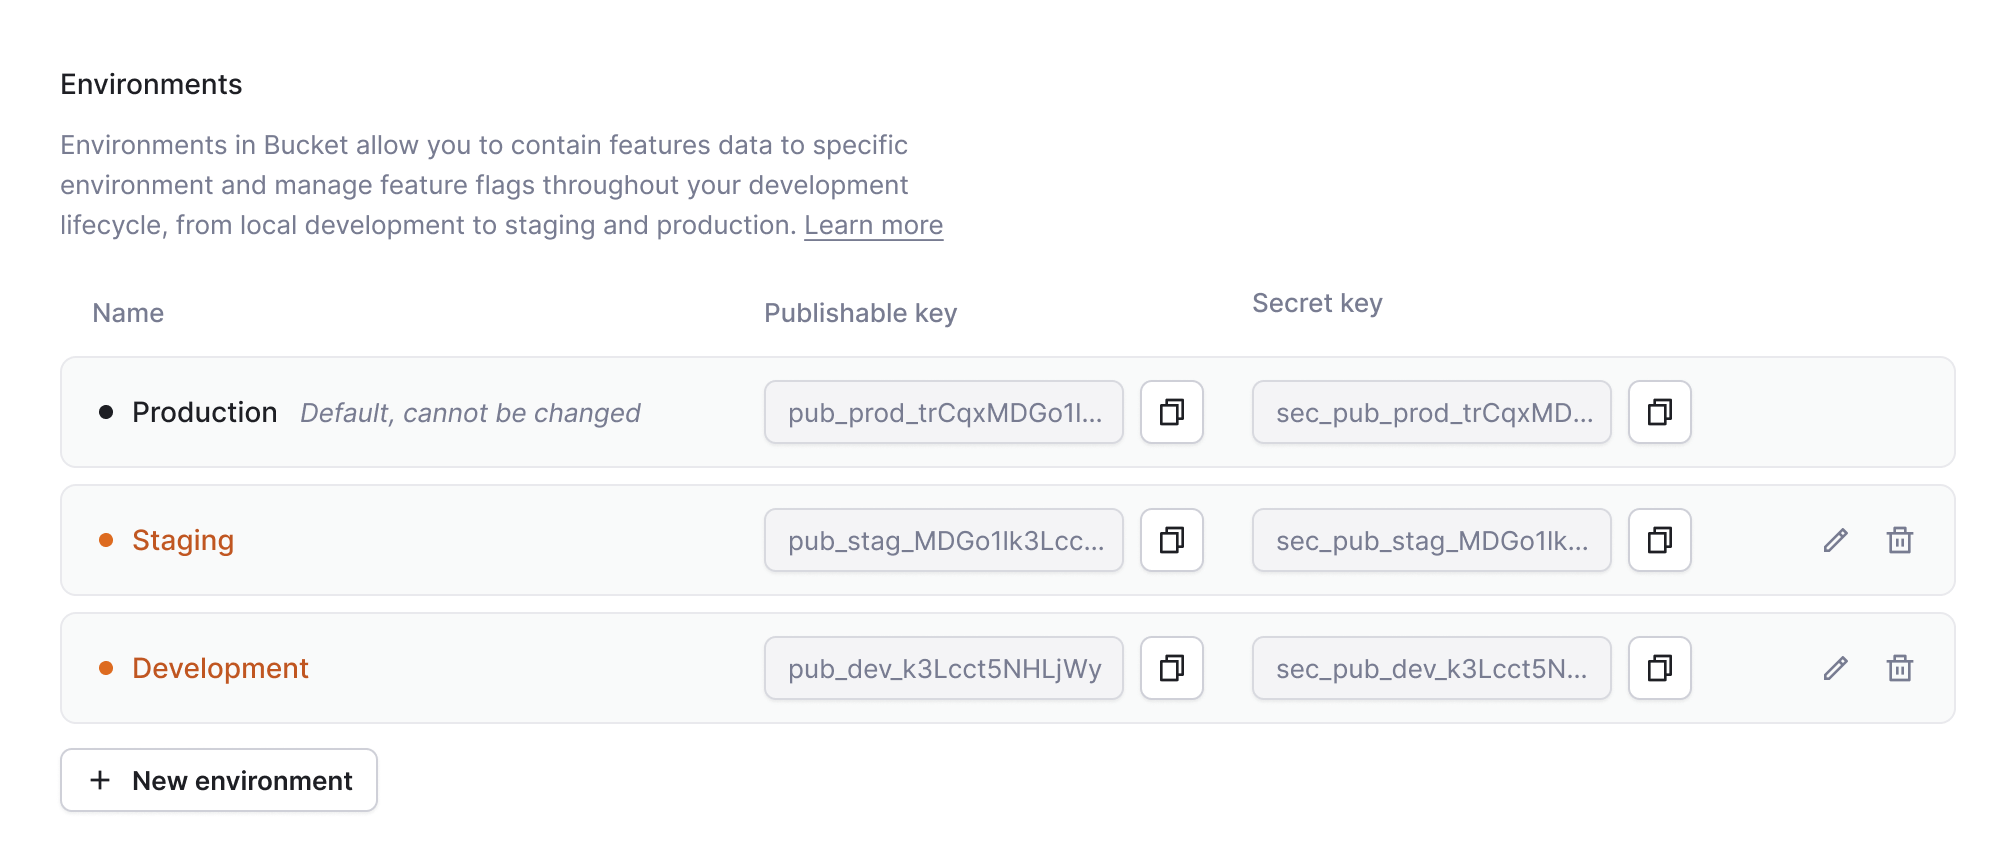 Environments
Environments in Bucket allow you to contain features data to specific
environment and manage feature flags throughout your development
lifecycle, from local development to staging and production. Learn more
Name Publishable key Secret key
Production Default, cannot be changed pub_prod_trCqxMDGo1l... sec_pub_prod_trCqxMD...
Staging pub_stag_MDGo1lk3Lcc... sec_pub_stag_MDGo1lk...
Development pub_dev_k3Lcct5NHLjWy sec_pub_dev_k3Lcct5N...
+ New environment